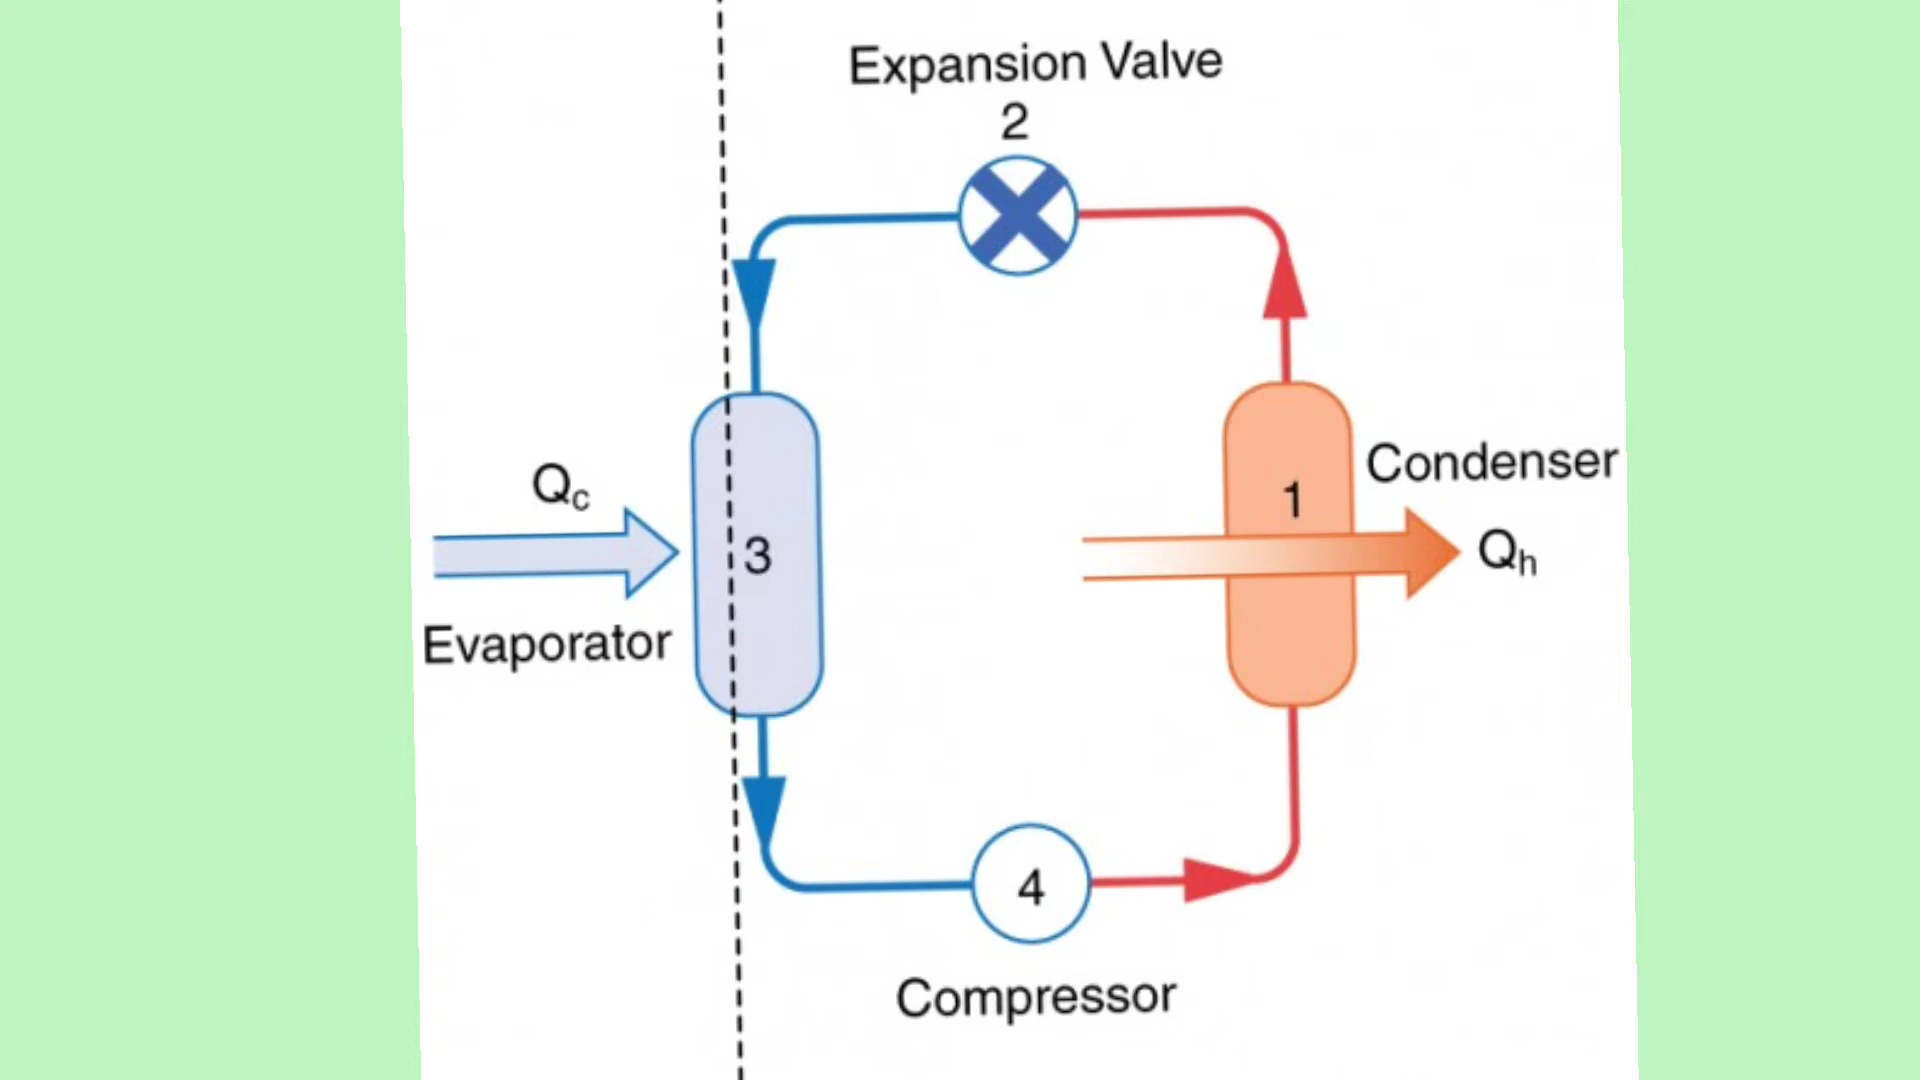 Expansion Valve
2
Q_c
3
Evaporator
1
Condenser
Q_h
4
Compressor